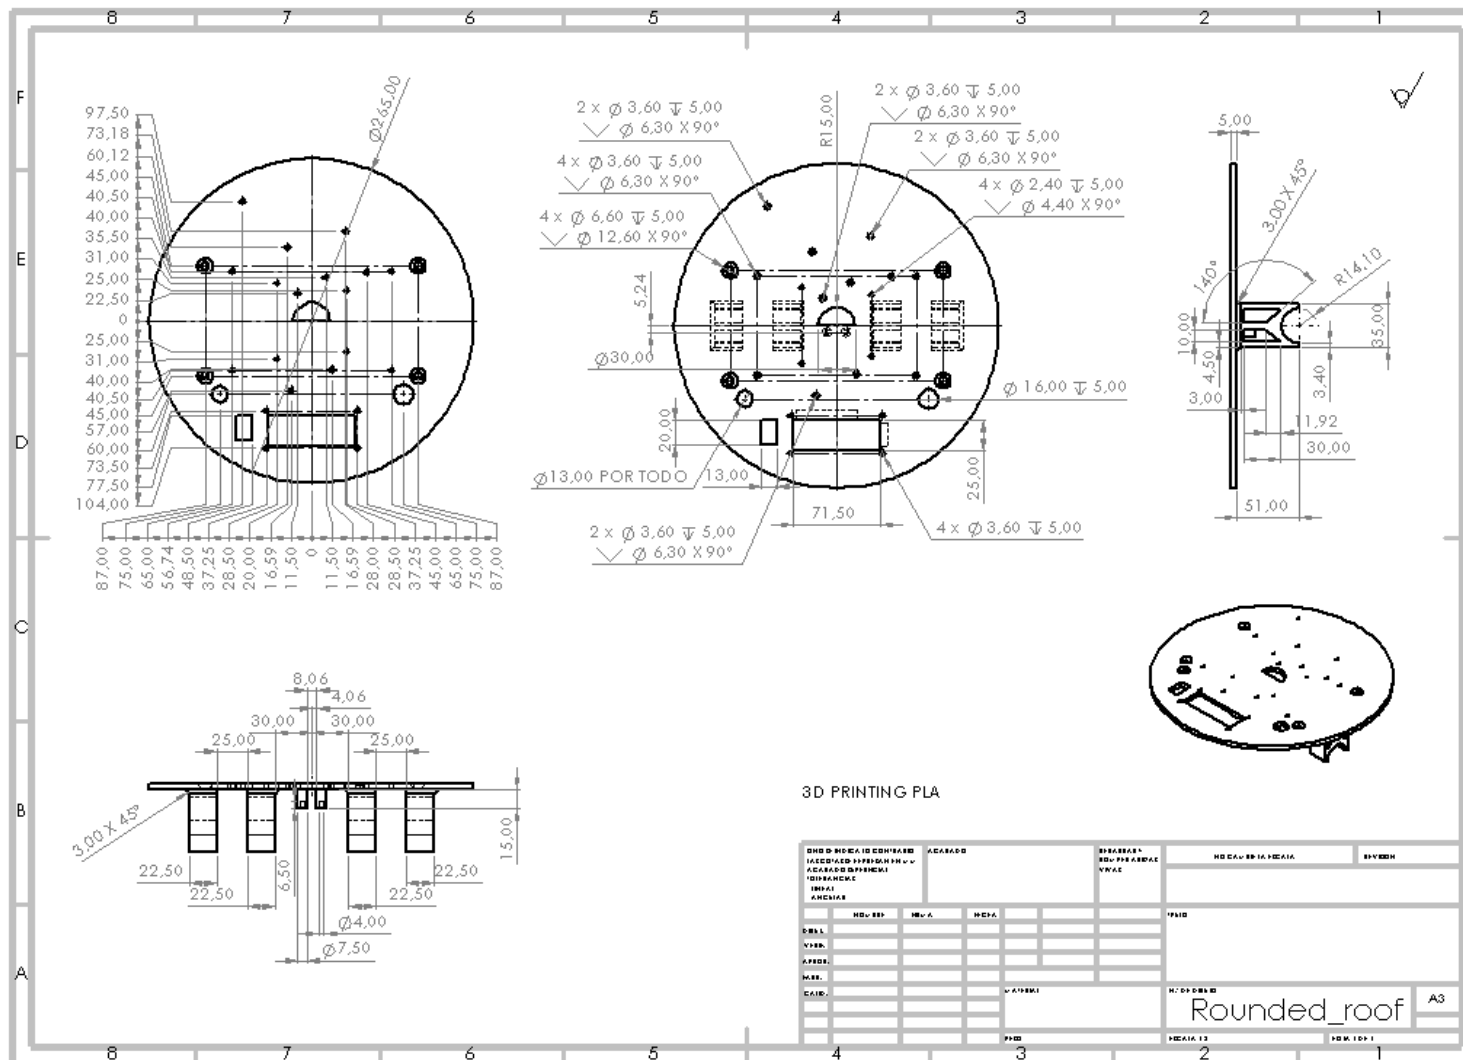 8 7 6 5 4 3 2 1
F
E
D
C
B
A
97,50
73,18
60,12
45,00
40,50
40,00
35,50
31,00
25,00
22,50
0
25,00
31,00
40,00
40,50
45,00
57,00
60,00
73,50
77,50
104,00
Ø265,00
87,00
75,00
65,00
56,74
48,50
37,25
28,50
20,00
16,59
11,50
0
11,50
16,59
28,00
28,50
37,25
45,00
65,00
75,00
87,00
2 x Ø 3,60 ↧ 5,00
⌵ Ø 6,30 X 90°
4 x Ø 3,60 ↧ 5,00
⌵ Ø 6,30 X 90°
4 x Ø 6,60 ↧ 5,00
⌵ Ø 12,60 X 90°
R15,00
2 x Ø 3,60 ↧ 5,00
⌵ Ø 6,30 X 90°
2 x Ø 3,60 ↧ 5,00
⌵ Ø 6,30 X 90°
4 x Ø 2,40 ↧ 5,00
⌵ Ø 4,40 X 90°
5,24
Ø30,00
Ø 16,00 ↧ 5,00
20,00
Ø13,00 POR TODO
13,00
25,00
71,50
2 x Ø 3,60 ↧ 5,00
⌵ Ø 6,30 X 90°
4 x Ø 3,60 ↧ 5,00
5,00
3,00 X 45°
140°
R14,10
10,00
35,00
4,50
3,40
3,00
11,92
30,00
51,00
8,06
4,06
30,00 30,00
25,00 25,00
3,00 X 45°
15,00
6,50
22,50 22,50
22,50 22,50
Ø4,00
Ø7,50
3D PRINTING PLA
ACABADO
Rounded_roof
A3
8 7 6 5 4 3 2 1